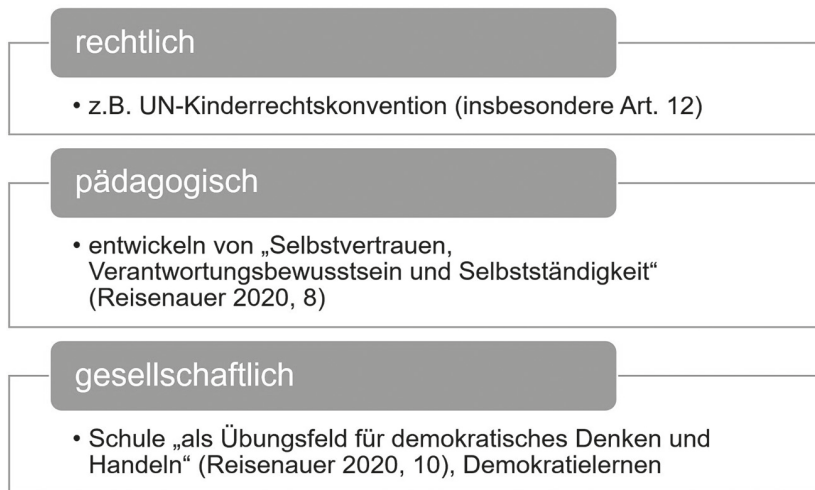 rechtlich
• z.B. UN-Kinderrechtskonvention (insbesondere Art. 12)
pädagogisch
• entwickeln von „Selbstvertrauen,
Verantwortungsbewusstsein und Selbstständigkeit“
(Reisenauer 2020, 8)
gesellschaftlich
• Schule „als Übungsfeld für demokratisches Denken und
Handeln“ (Reisenauer 2020, 10), Demokratielernen